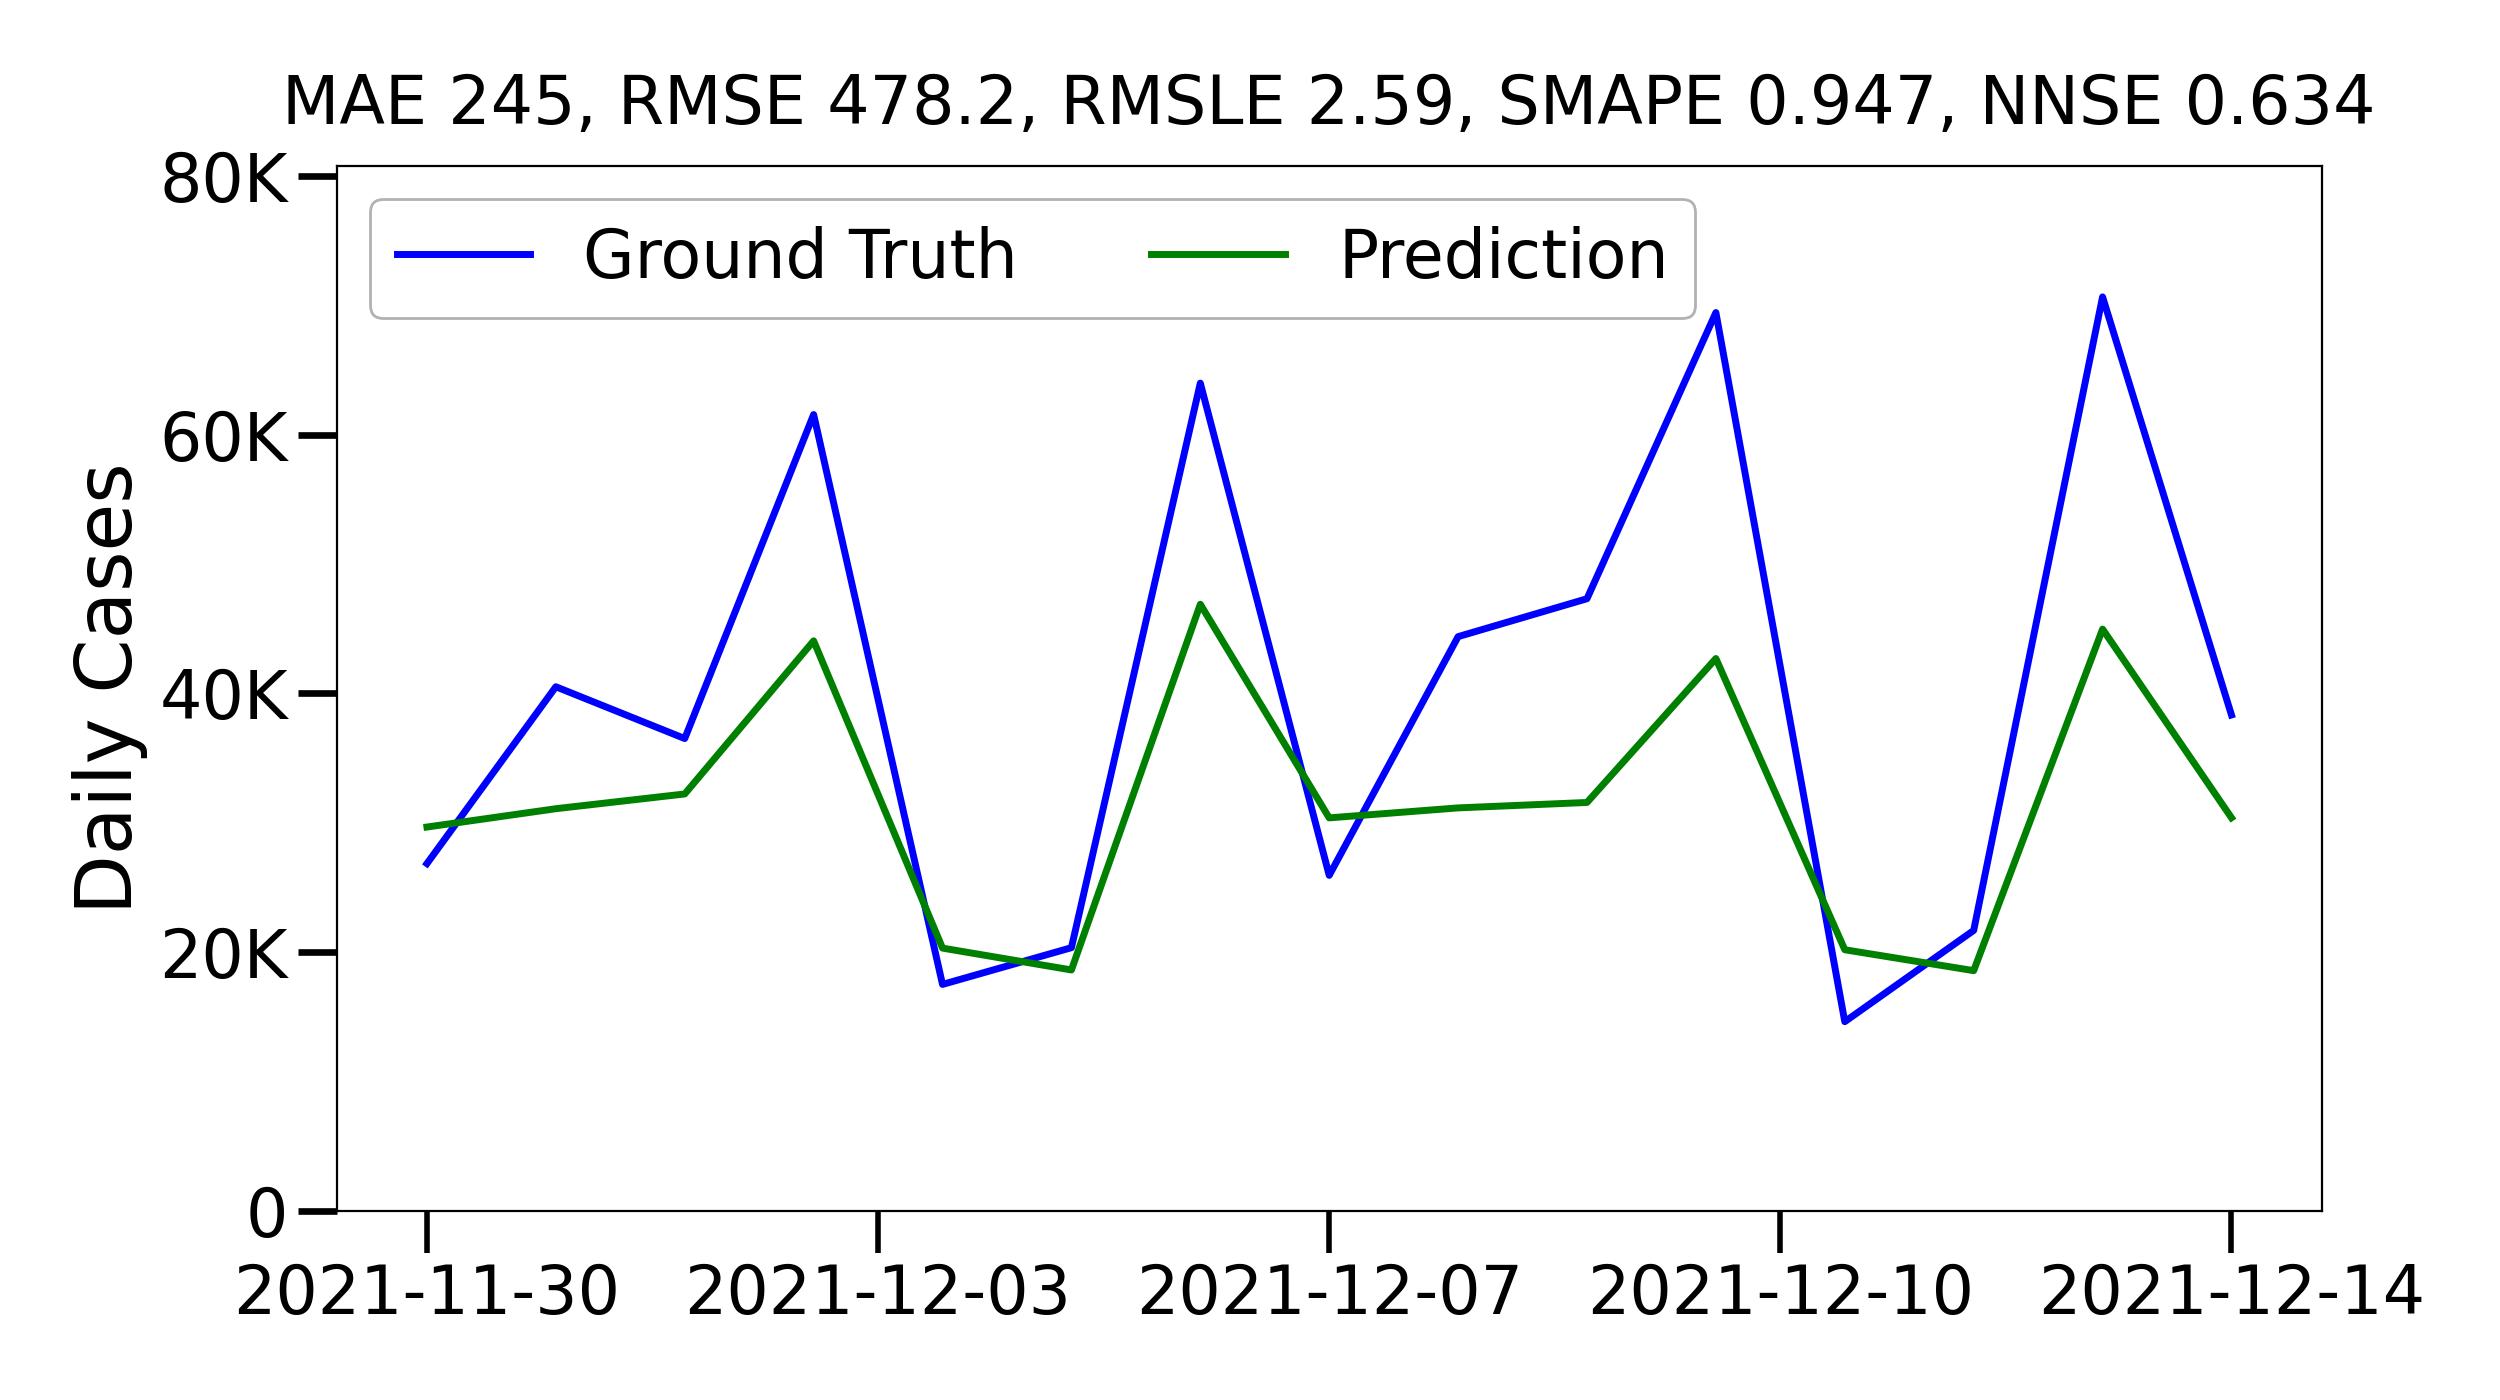 MAE 245, RMSE 478.2, RMSLE 2.59, SMAPE 0.947, NNSE 0.634
80K
Ground Truth Prediction
60K
40K
20K
0
Daily Cases
2021-11-30 2021-12-03 2021-12-07 2021-12-10 2021-12-14